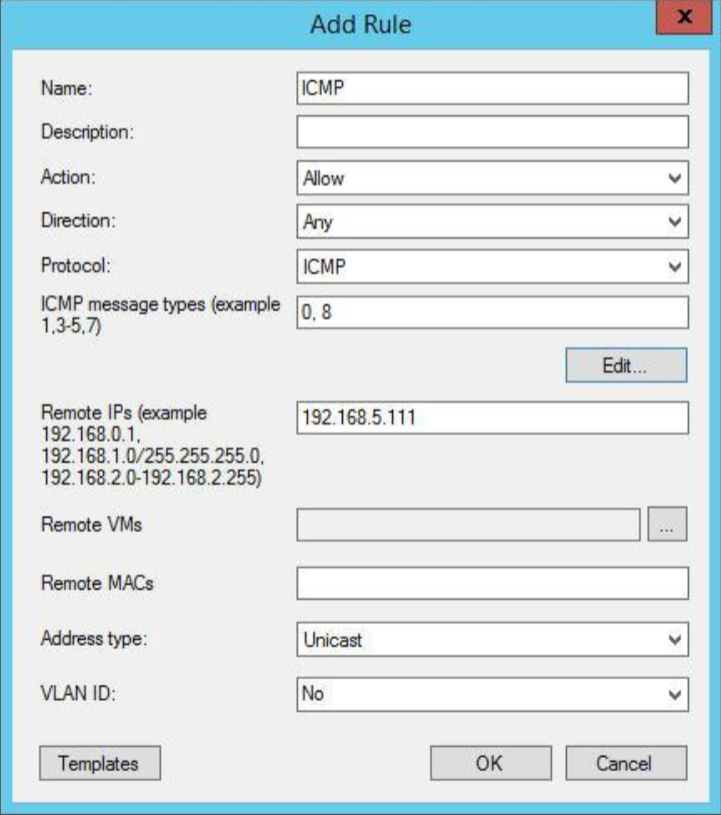 Add Rule
x
Name:
ICMP
Description:
Action:
Allow
Direction:
Any
Protocol:
ICMP
ICMP message types (example
1,3-5,7)
0, 8
Edit...
Remote IPs (example
192.168.0.1,
192.168.1.0/255.255.255.0,
192.168.2.0-192.168.2.255)
192.168.5.111
Remote VMs
...
Remote MACs
Address type:
Unicast
VLAN ID:
No
Templates
OK
Cancel